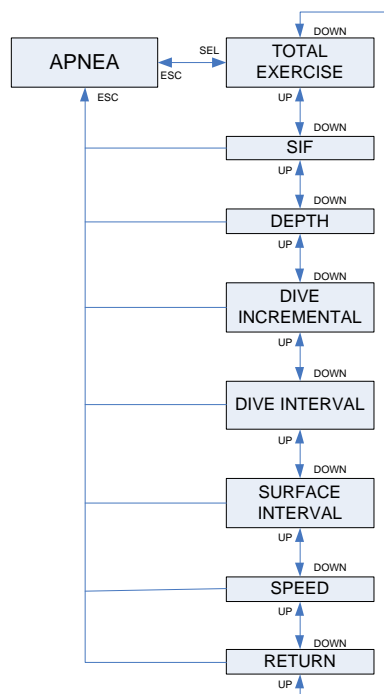 DOWN
APNEA
SEL
ESC
TOTAL
EXERCISE
ESC
UP
DOWN
SIF
UP
DOWN
DEPTH
UP
DOWN
DIVE
INCREMENTAL
UP
DOWN
DIVE INTERVAL
UP
DOWN
SURFACE
INTERVAL
UP
DOWN
SPEED
UP
DOWN
RETURN
UP